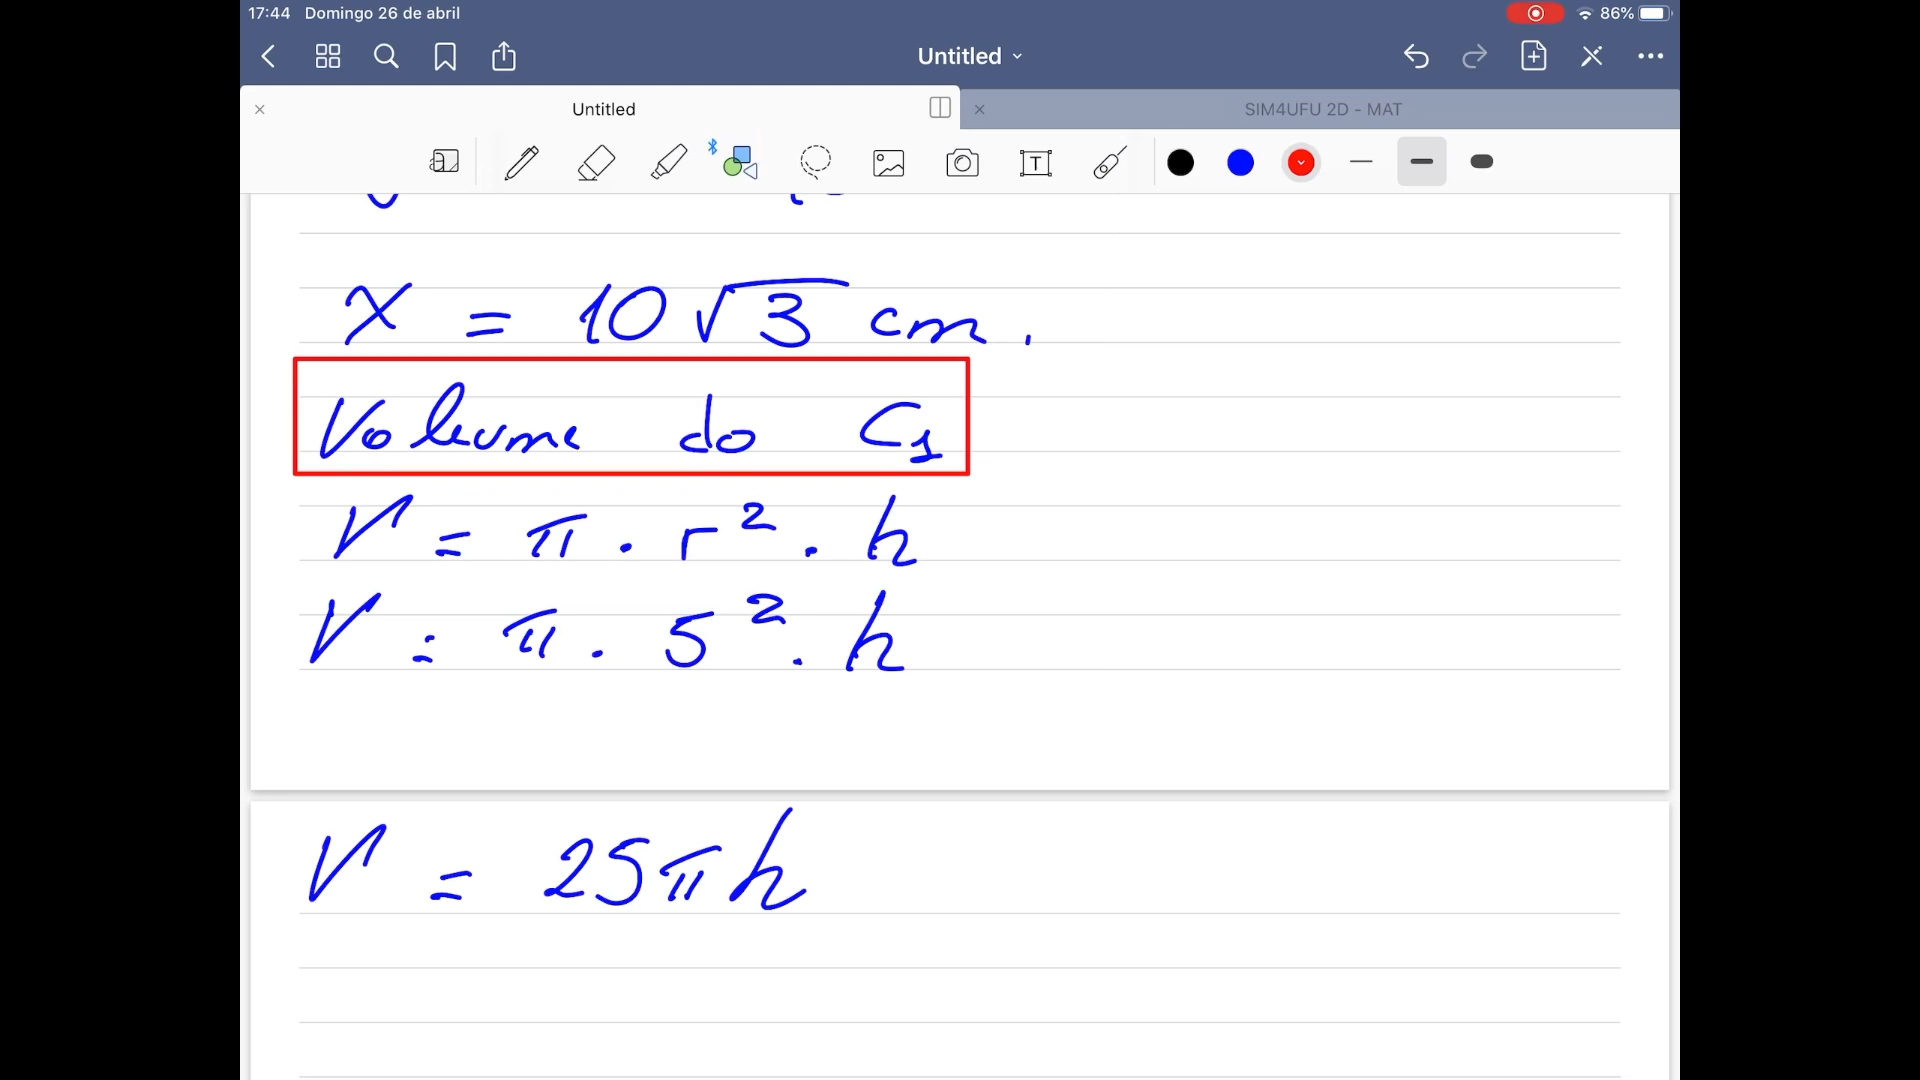 17:44 Domingo 26 de abril 86%
Untitled
Untitled SIM4UFU 2D - MAT
x = 10√3 cm.
Volume do C₁
V = π . r² . h
V = π . 5² . h
V = 25πh